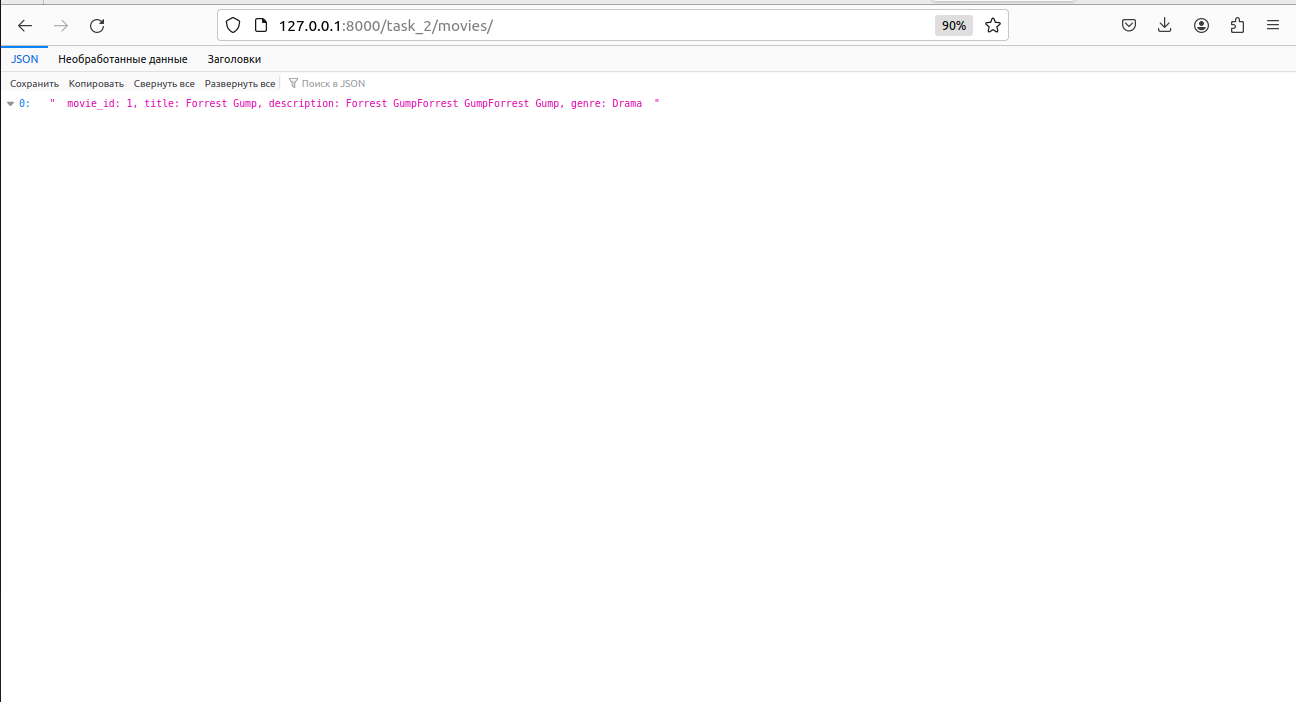 127.0.0.1:8000/task_2/movies/ 90%
JSON Необработанные данные Заголовки
Сохранить Копировать Свернуть все Развернуть все Поиск в JSON
0: " movie_id: 1, title: Forrest Gump, description: Forrest GumpForrest GumpForrest Gump, genre: Drama "